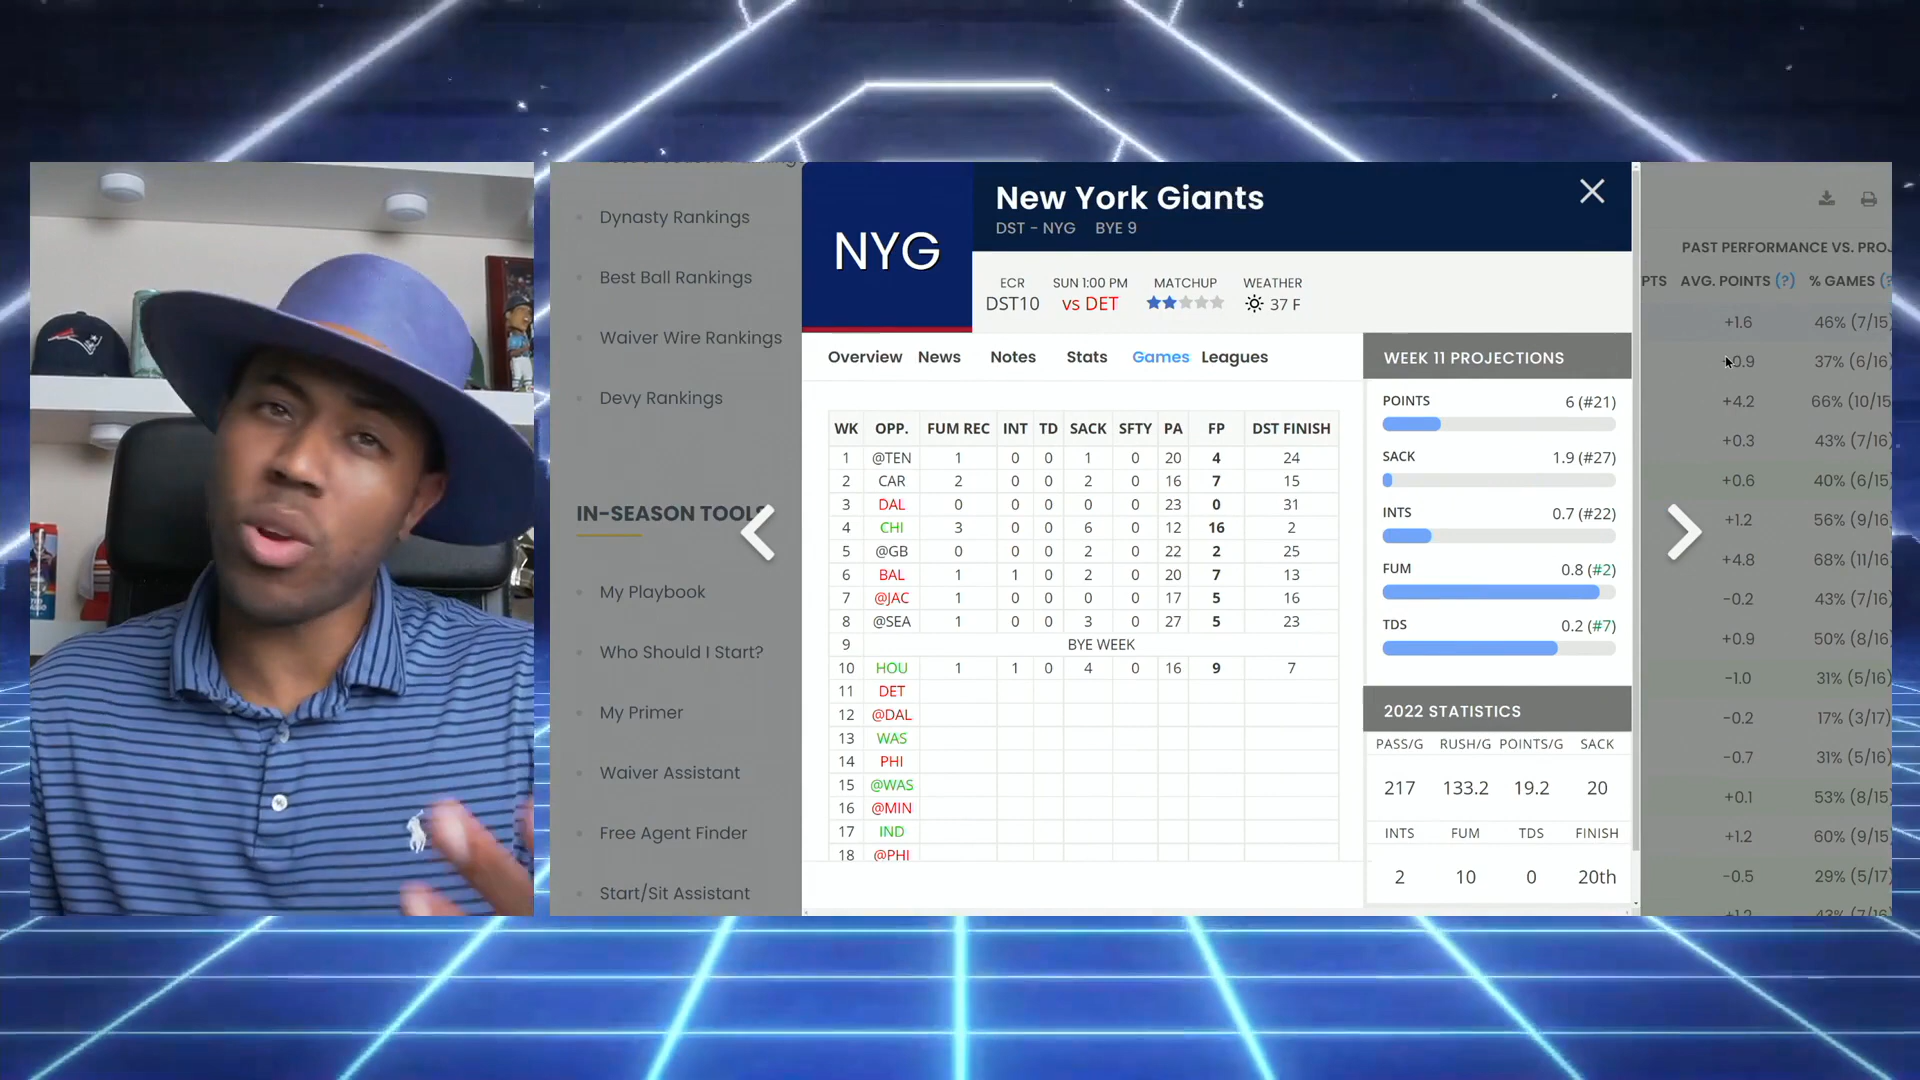 Dynasty Rankings
Best Ball Rankings
Waiver Wire Rankings
Devy Rankings
IN-SEASON TOOLS
My Playbook
Who Should I Start?
My Primer
Waiver Assistant
Free Agent Finder
Start/Sit Assistant
NYG
New York Giants
DST - NYG BYE 9
ECR SUN 1:00 PM MATCHUP WEATHER
DST10 vs DET 37 F
Overview News Notes Stats Games Leagues
WK OPP. FUM REC INT TD SACK SFTY PA FP DST FINISH
1 @TEN 1 0 0 1 0 20 4 24
2 CAR 2 0 0 2 0 16 7 15
3 DAL 0 0 0 0 0 23 0 31
4 CHI 3 0 0 6 0 12 16 2
5 @GB 0 0 0 2 0 22 2 25
6 BAL 1 1 0 2 0 20 7 13
7 @JAC 1 0 0 0 0 17 5 16
8 @SEA 1 0 0 3 0 27 5 23
9 BYE WEEK
10 HOU 1 1 0 4 0 16 9 7
11 DET
12 @DAL
13 WAS
14 PHI
15 @WAS
16 @MIN
17 IND
18 @PHI
WEEK 11 PROJECTIONS
POINTS 6 (#21)
SACK 1.9 (#27)
INTS 0.7 (#22)
FUM 0.8 (#2)
TDS 0.2 (#7)
2022 STATISTICS
PASS/G RUSH/G POINTS/G SACK
217 133.2 19.2 20
INTS FUM TDS FINISH
2 10 0 20th
PAST PERFORMANCE VS. PROJ.
PTS AVG. POINTS (?) % GAMES (?
+1.6 46% (7/15)
+0.9 37% (6/16)
+4.2 66% (10/15
+0.3 43% (7/16)
+0.6 40% (6/15)
+1.2 56% (9/16)
+4.8 68% (11/16)
-0.2 43% (7/16)
+0.9 50% (8/16)
-1.0 31% (5/16)
-0.2 17% (3/17)
-0.7 31% (5/16)
+0.1 53% (8/15)
+1.2 60% (9/15
-0.5 29% (5/17)